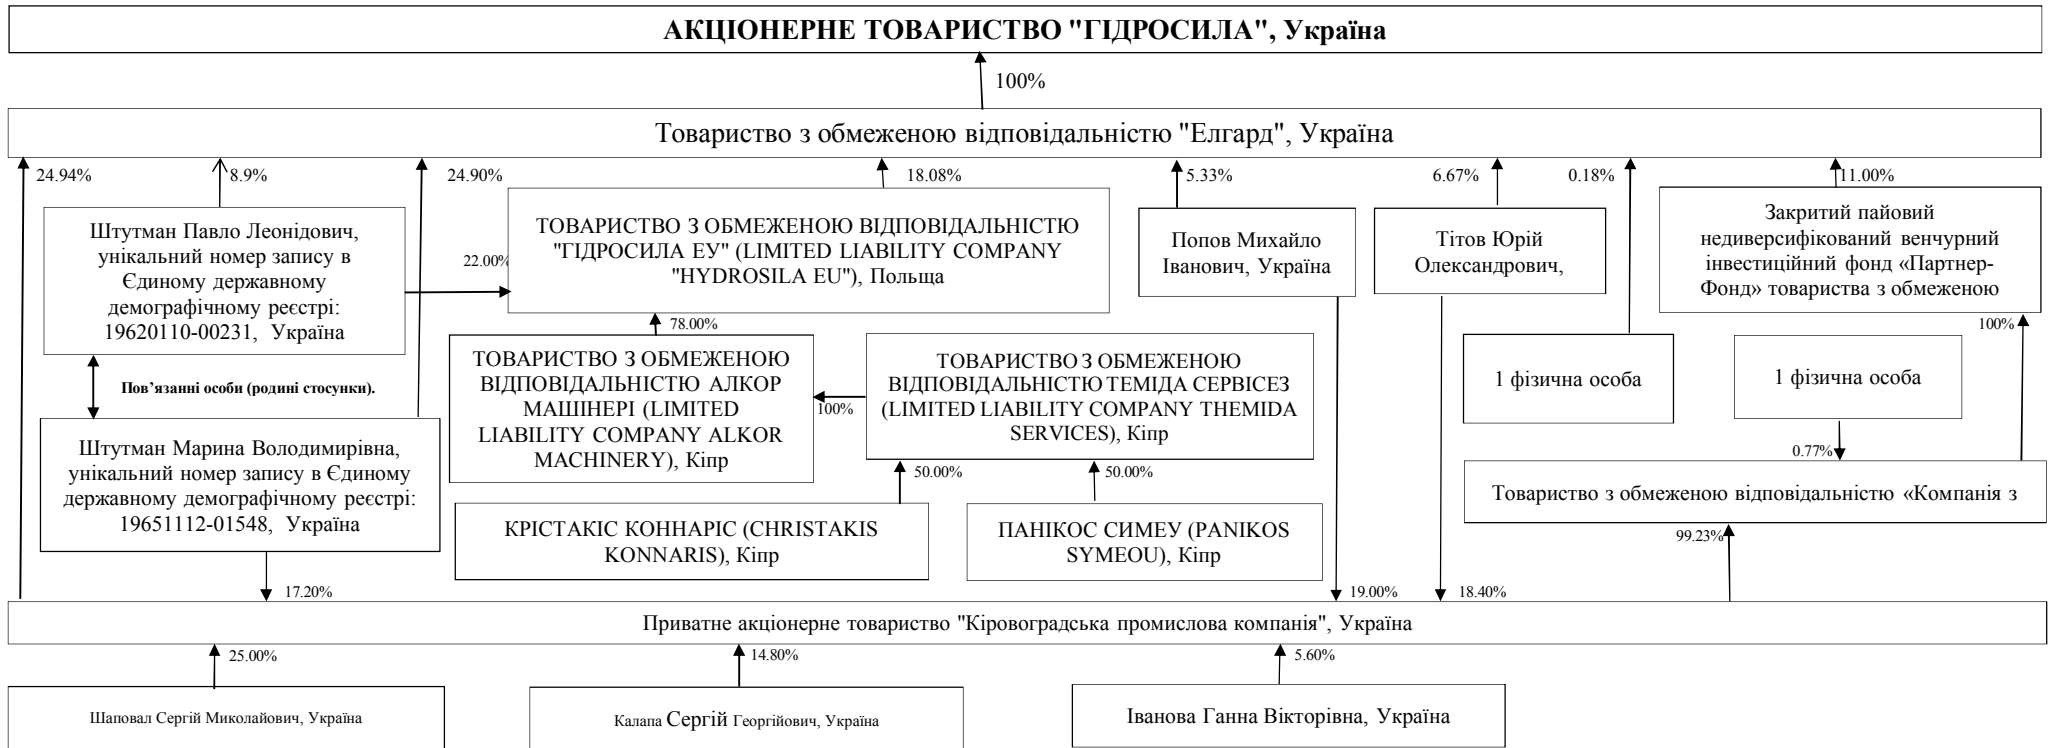 АКЦІОНЕРНЕ ТОВАРИСТВО "ГІДРОСИЛА", Україна
100%
Товариство з обмеженою відповідальністю "Елгард", Україна
24.94%
8.9%
24.90%
18.08%
5.33%
6.67%
0.18%
11.00%
Штутман Павло Леонідович,
унікальний номер запису в
Єдиному державному
демографічному реєстрі:
19620110-00231, Україна
22.00%
ТОВАРИСТВО З ОБМЕЖЕНОЮ ВІДПОВІДАЛЬНІСТЮ
"ГІДРОСИЛА ЕУ" (LIMITED LIABILITY COMPANY
"HYDROSILA EU"), Польща
Попов Михайло
Іванович, Україна
Тітов Юрій
Олександрович,
Закритий пайовий
недиверсифікований венчурний
інвестиційний фонд «Партнер-
Фонд» товариства з обмеженою
78.00%
100%
Пов’язанні особи (родині стосунки).
ТОВАРИСТВО З ОБМЕЖЕНОЮ
ВІДПОВІДАЛЬНІСТЮ АЛКОР
МАШІНЕРІ (LIMITED
LIABILITY COMPANY ALKOR
MACHINERY), Кіпр
100%
ТОВАРИСТВО З ОБМЕЖЕНОЮ
ВІДПОВІДАЛЬНІСТЮ ТЕМІДА СЕРВІСЕЗ
(LIMITED LIABILITY COMPANY THEMIDA
SERVICES), Кіпр
1 фізична особа
1 фізична особа
Штутман Марина Володимирівна,
унікальний номер запису в Єдиному
державному демографічному реєстрі:
19651112-01548, Україна
50.00%
50.00%
0.77%
КРІСТАКІС КОННАРІС (CHRISTAKIS
KONNARIS), Кіпр
ПАНІКОС СИМЕУ (PANIKOS
SYMEOU), Кіпр
Товариство з обмеженою відповідальністю «Компанія з
99.23%
17.20%
19.00%
18.40%
Приватне акціонерне товариство "Кіровоградська промислова компанія", Україна
25.00%
14.80%
5.60%
Шаповал Сергій Миколайович, Україна
Калапа Сергій Георгійович, Україна
Іванова Ганна Вікторівна, Україна